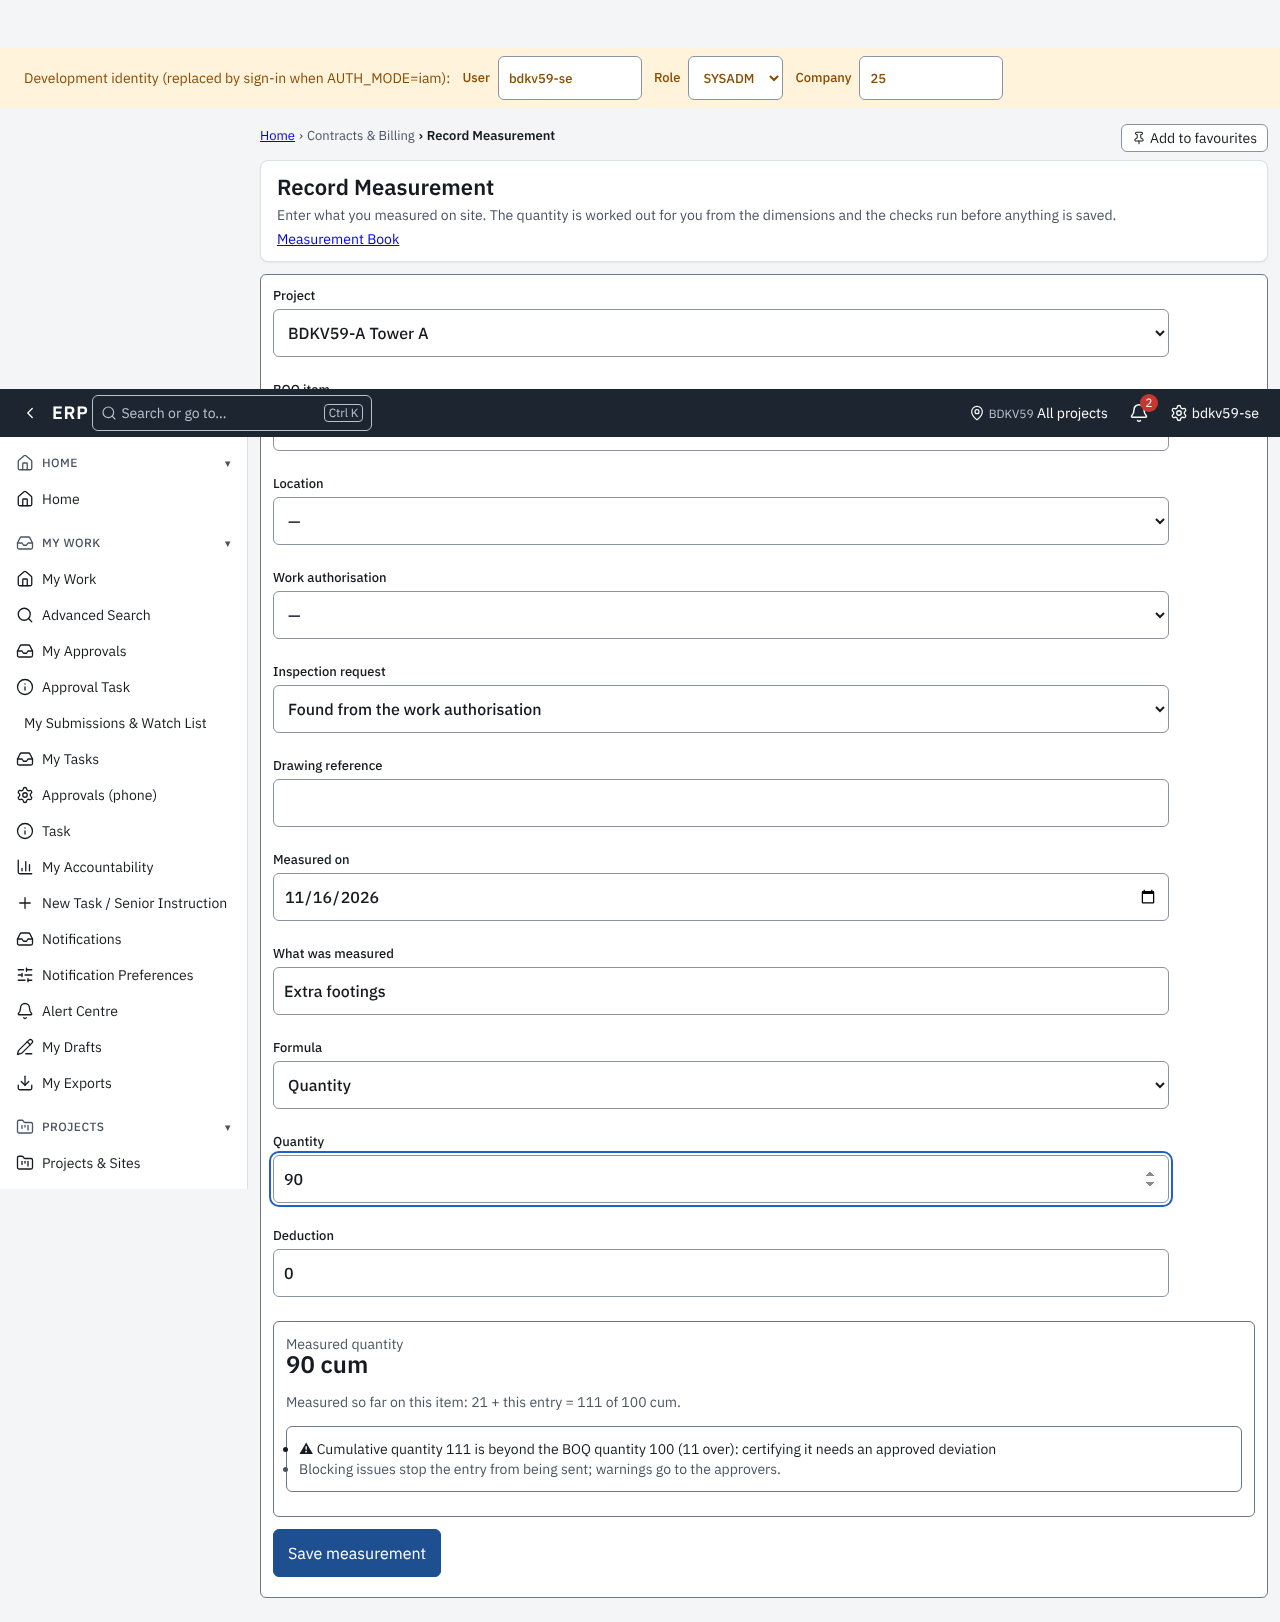 Development identity (replaced by sign-in when AUTH_MODE=iam): User bdkv59-se Role SYSADM Company 25
Home › Contracts & Billing › Record Measurement
Add to favourites
Record Measurement
Enter what you measured on site. The quantity is worked out for you from the dimensions and the checks run before anything is saved.
Measurement Book
Project
BDKV59-A Tower A
BOQ item
ERP Search or go to... Ctrl K BDKV59 All projects 2 bdkv59-se
HOME
Home
MY WORK
My Work
Advanced Search
My Approvals
Approval Task
My Submissions & Watch List
My Tasks
Approvals (phone)
Task
My Accountability
New Task / Senior Instruction
Notifications
Notification Preferences
Alert Centre
My Drafts
My Exports
PROJECTS
Projects & Sites
Location
—
Work authorisation
—
Inspection request
Found from the work authorisation
Drawing reference
Measured on
11/16/2026
What was measured
Extra footings
Formula
Quantity
Quantity
90
Deduction
0
Measured quantity
90 cum
Measured so far on this item: 21 + this entry = 111 of 100 cum.
• ⚠ Cumulative quantity 111 is beyond the BOQ quantity 100 (11 over): certifying it needs an approved deviation
• Blocking issues stop the entry from being sent; warnings go to the approvers.
Save measurement